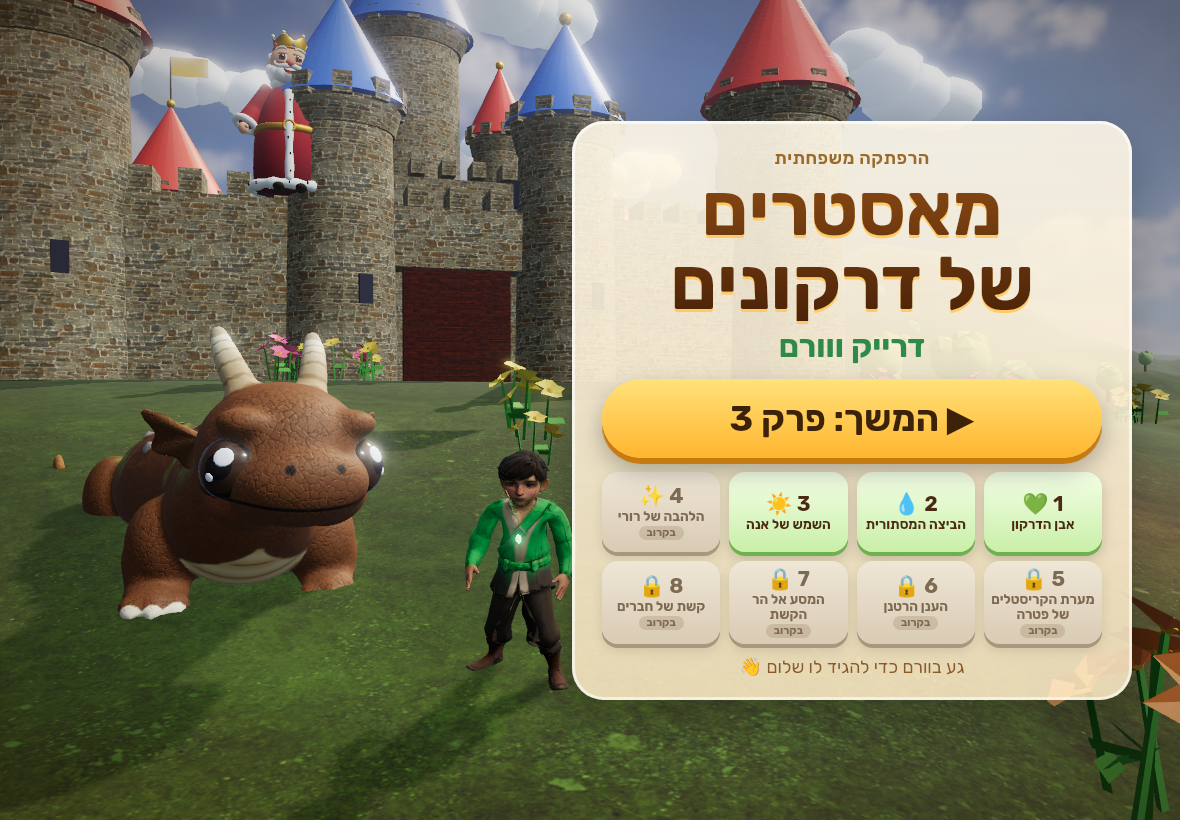 הרפתקה משפחתית
מאסטרים
של דרקונים
דרייק ווורם
▶ המשך: פרק 3
1 💚
אבן הדרקון
2 💧
הביצה המסתורית
3 ☀️
השמש של אנה
4 ✨
הלהבה של רורי
בקרוב
5 🔒
מערת הקריסטלים
של פטרה
בקרוב
6 🔒
הענן הרטנן
בקרוב
7 🔒
המסע אל הר
הקשת
בקרוב
8 🔒
קשת של חברים
בקרוב
גע בוורם כדי להגיד לו שלום 👋